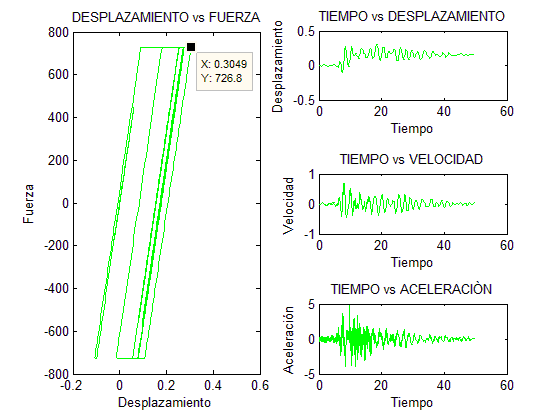 DESPLAZAMIENTO vs FUERZA
800
600
400
200
0
-200
-400
-600
-800
-0.2
0
0.2
0.4
0.6
Fuerza
Desplazamiento
X: 0.3049
Y: 726.8
TIEMPO vs DESPLAZAMIENTO
0.5
0
-0.5
0
20
40
60
Desplazamiento
Tiempo
TIEMPO vs VELOCIDAD
1
0
-1
0
20
40
60
Velocidad
Tiempo
TIEMPO vs ACELERACIÒN
5
0
-5
0
20
40
60
Aceleración
Tiempo